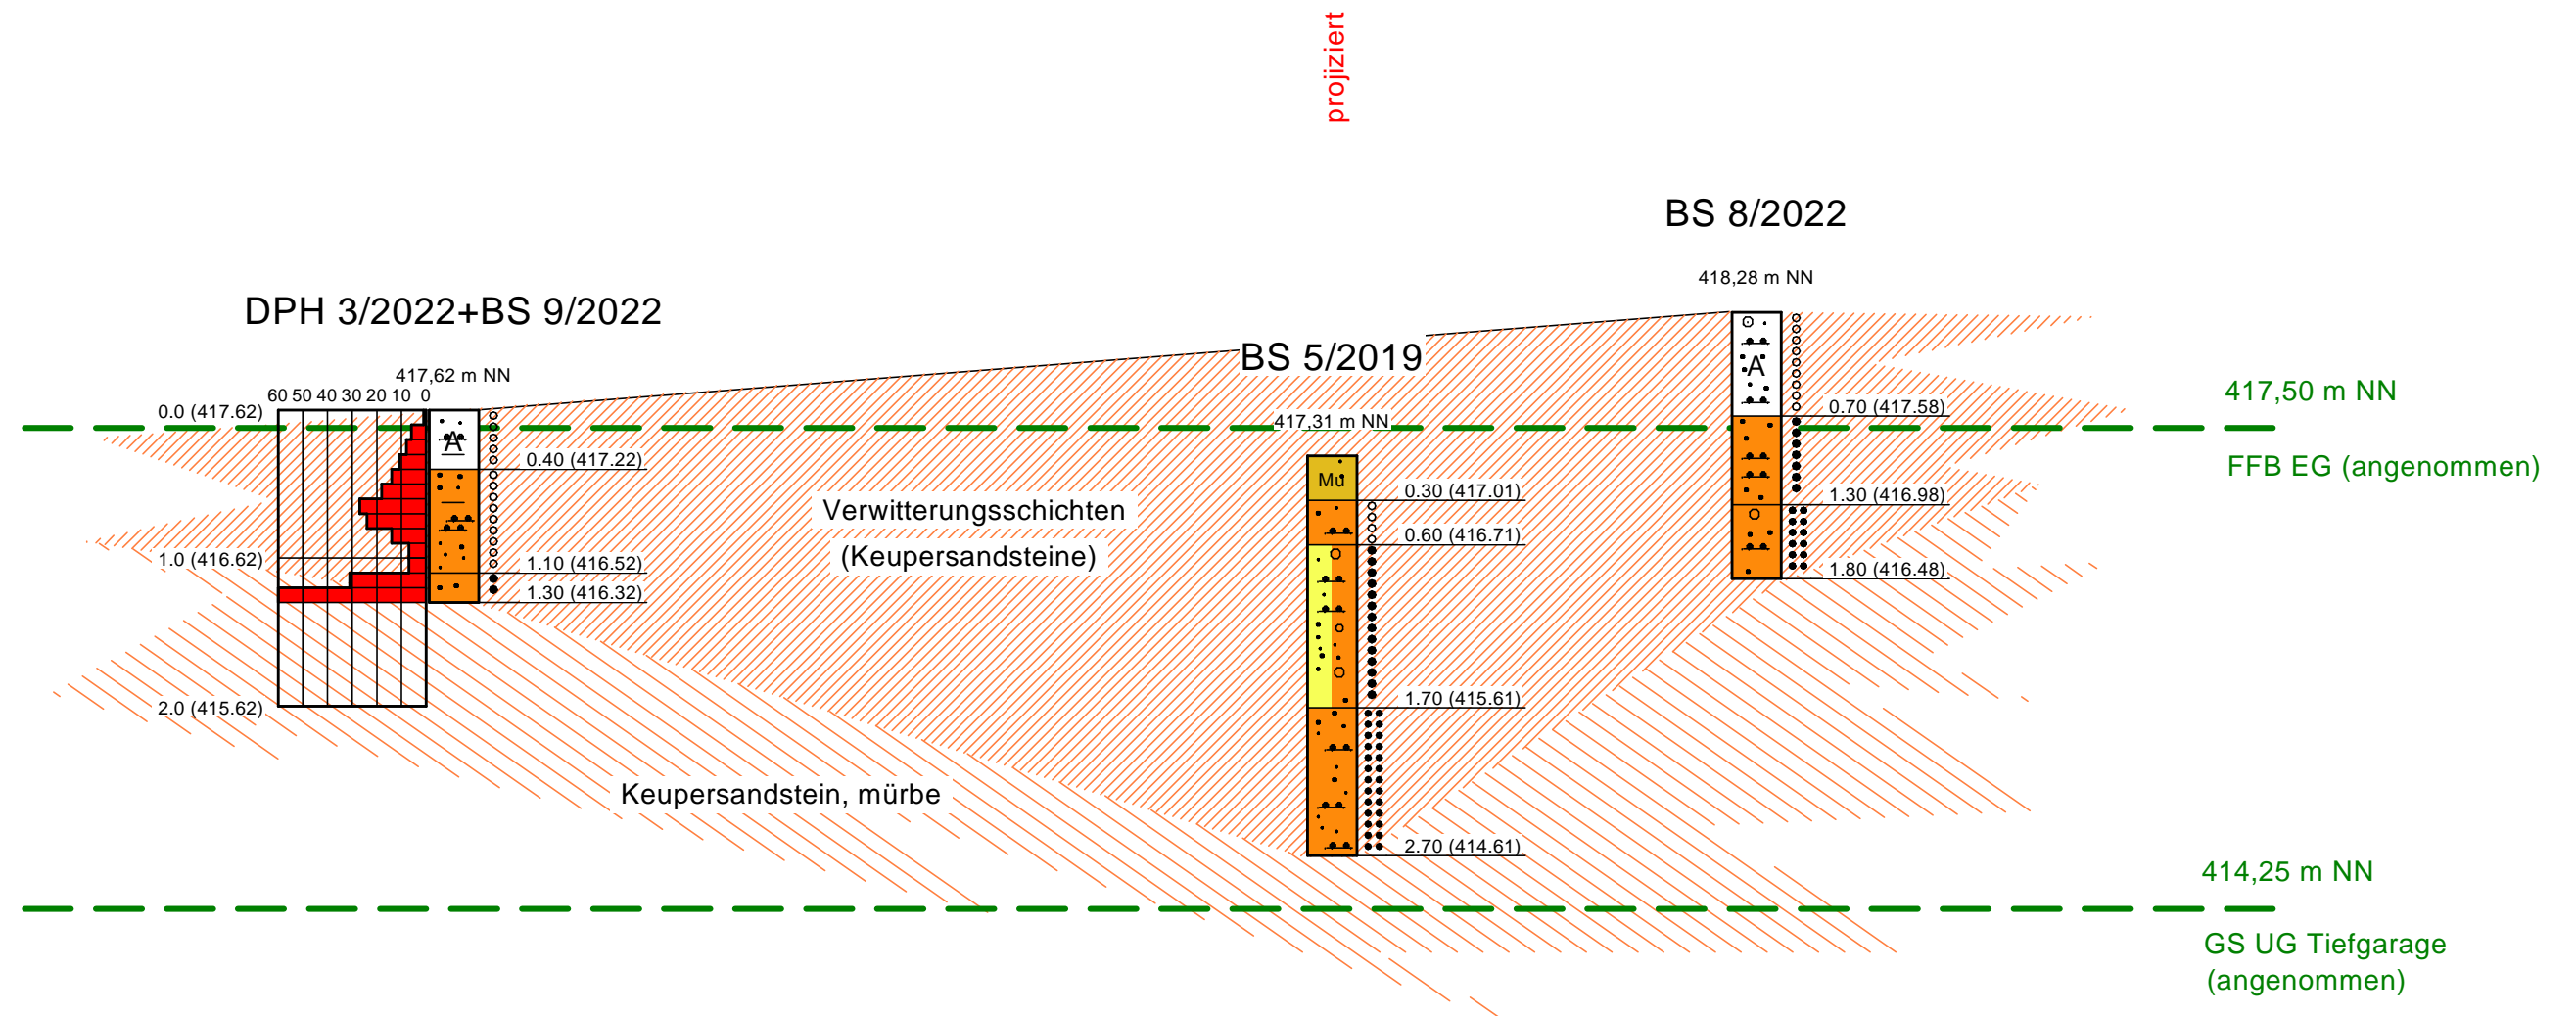 projiziert
BS 8/2022
418,28 m NN
DPH 3/2022+BS 9/2022
BS 5/2019
417,62 m NN
60 50 40 30 20 10 0
0.0 (417.62)
A
0.40 (417.22)
1.0 (416.62)
1.10 (416.52)
1.30 (416.32)
2.0 (415.62)
417,31 m NN
Mu
0.30 (417.01)
0.60 (416.71)
1.70 (415.61)
2.70 (414.61)
A
0.70 (417.58)
1.30 (416.98)
1.80 (416.48)
417,50 m NN
FFB EG (angenommen)
Verwitterungsschichten
(Keupersandsteine)
Keupersandstein, mürbe
414,25 m NN
GS UG Tiefgarage
(angenommen)